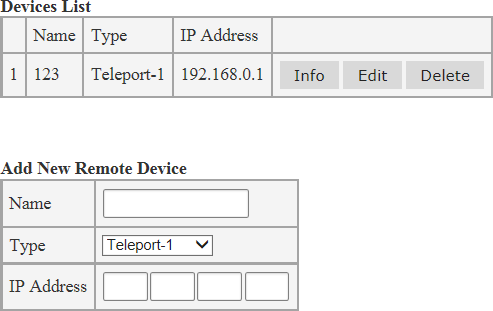 Devices List
Name Type IP Address
1 123 Teleport-1 192.168.0.1 Info Edit Delete
Add New Remote Device
Name
Type Teleport-1
IP Address